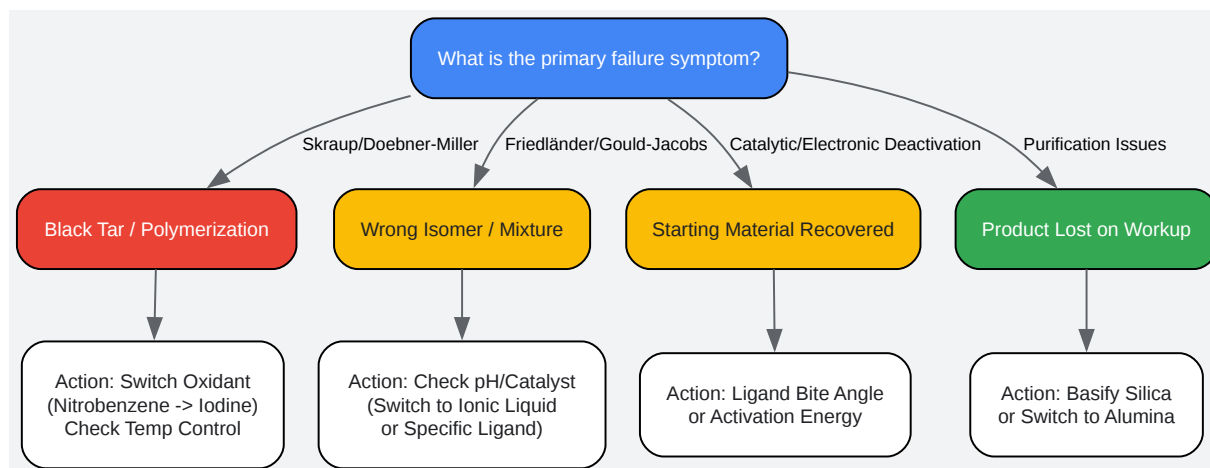 What is the primary failure symptom?
Skraup/Doebner-Miller
Friedländer/Gould-Jacobs
Catalytic/Electronic Deactivation
Purification Issues
Black Tar / Polymerization
Wrong Isomer / Mixture
Starting Material Recovered
Product Lost on Workup
Action: Switch Oxidant
(Nitrobenzene -> Iodine)
Check Temp Control
Action: Check pH/Catalyst
(Switch to Ionic Liquid
or Specific Ligand)
Action: Ligand Bite Angle
or Activation Energy
Action: Basify Silica
or Switch to Alumina